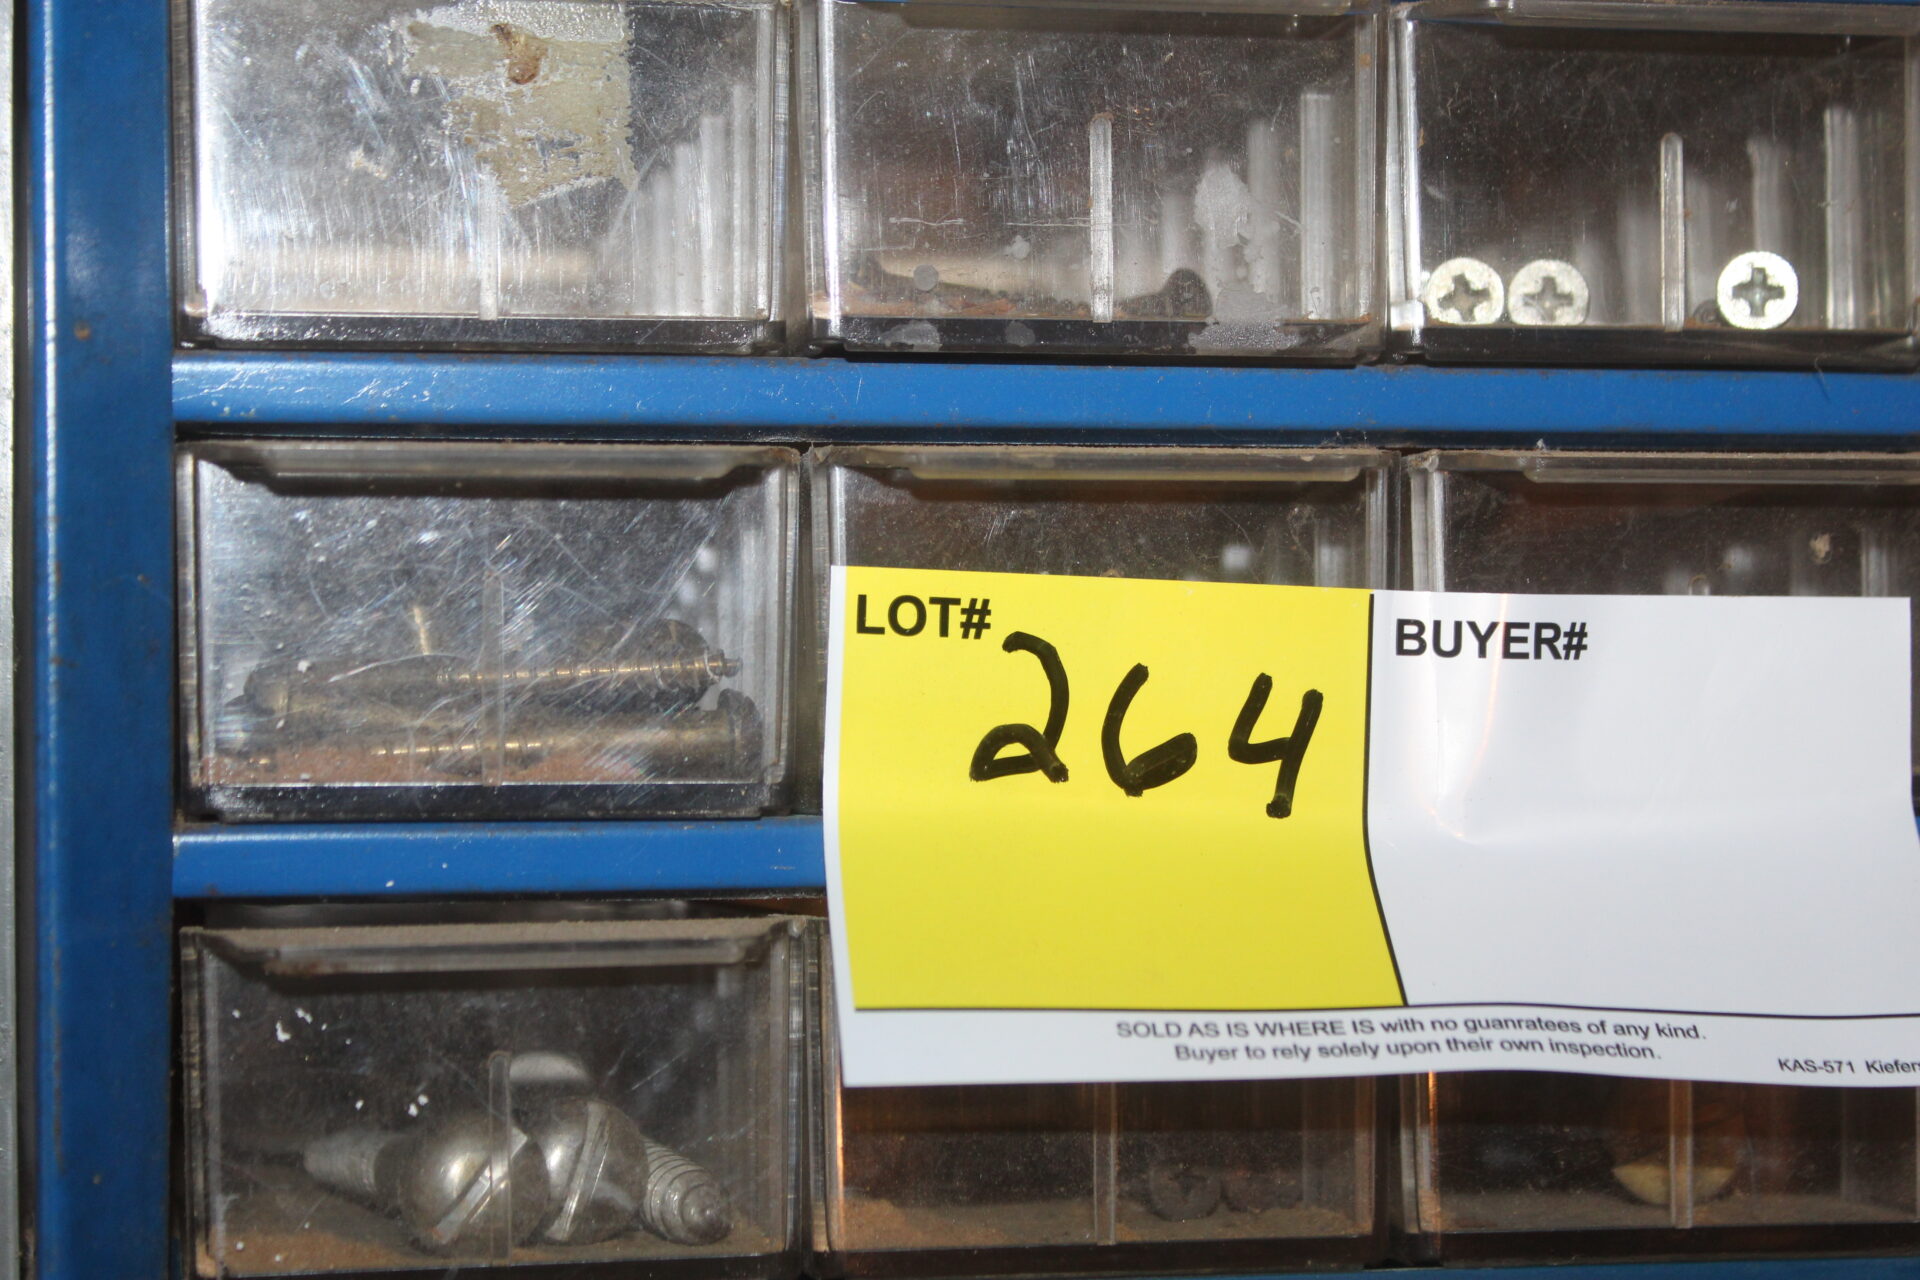 LOT# BUYER#
264
SOLD AS IS WHERE IS with no guanratees of any kind.
Buyer to rely solely upon their own inspection.
KAS-571 Kiefers